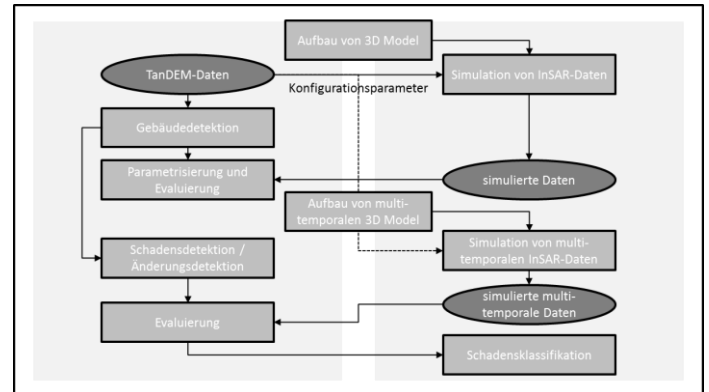 Aufbau von 3D Model
TanDEM-Daten
Simulation von InSAR-Daten
Konfigurationsparameter
Gebäudedetektion
Parametrisierung und
Evaluierung
simulierte Daten
Aufbau von multi-
temporalen 3D Model
Schadensdetektion /
Änderungsdetektion
Simulation von multi-
temporalen InSAR-Daten
simulierte multi-
temporale Daten
Evaluierung
Schadensklassifikation